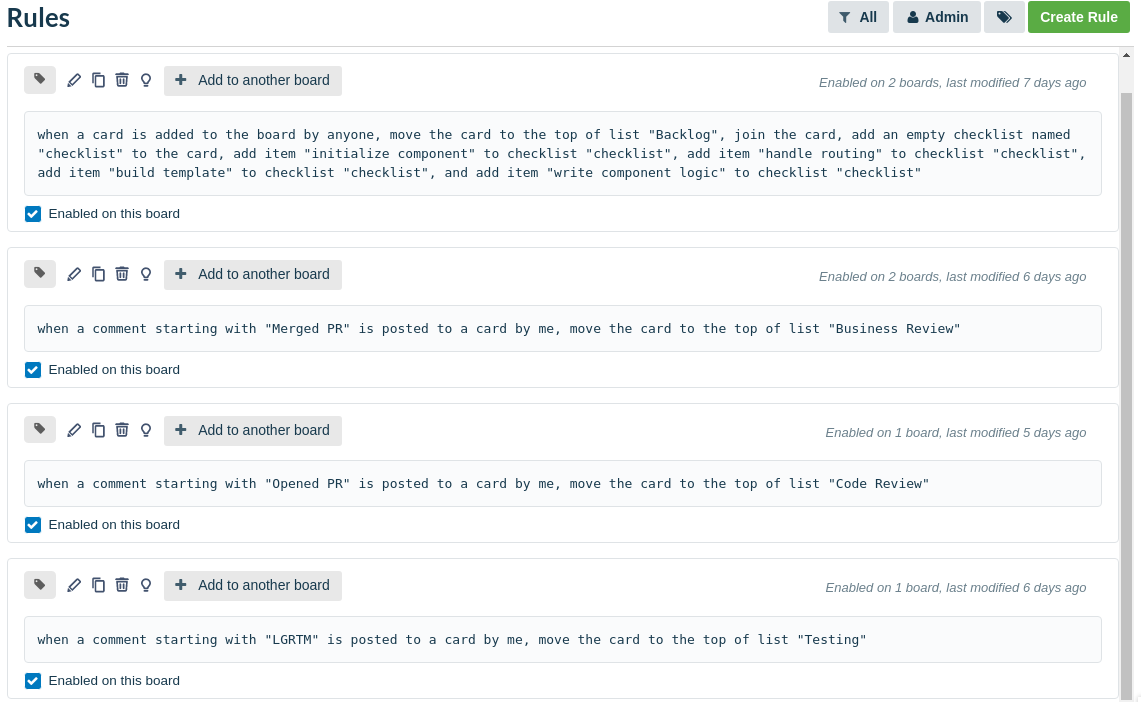 Rules
All
Admin
Create Rule
Add to another board
Enabled on 2 boards, last modified 7 days ago
when a card is added to the board by anyone, move the card to the top of list "Backlog", join the card, add an empty checklist named
"checklist" to the card, add item "initialize component" to checklist "checklist", add item "handle routing" to checklist "checklist",
add item "build template" to checklist "checklist", and add item "write component logic" to checklist "checklist"
Enabled on this board
Add to another board
Enabled on 2 boards, last modified 6 days ago
when a comment starting with "Merged PR" is posted to a card by me, move the card to the top of list "Business Review"
Enabled on this board
Add to another board
Enabled on 1 board, last modified 5 days ago
when a comment starting with "Opened PR" is posted to a card by me, move the card to the top of list "Code Review"
Enabled on this board
Add to another board
Enabled on 1 board, last modified 6 days ago
when a comment starting with "LGRTM" is posted to a card by me, move the card to the top of list "Testing"
Enabled on this board